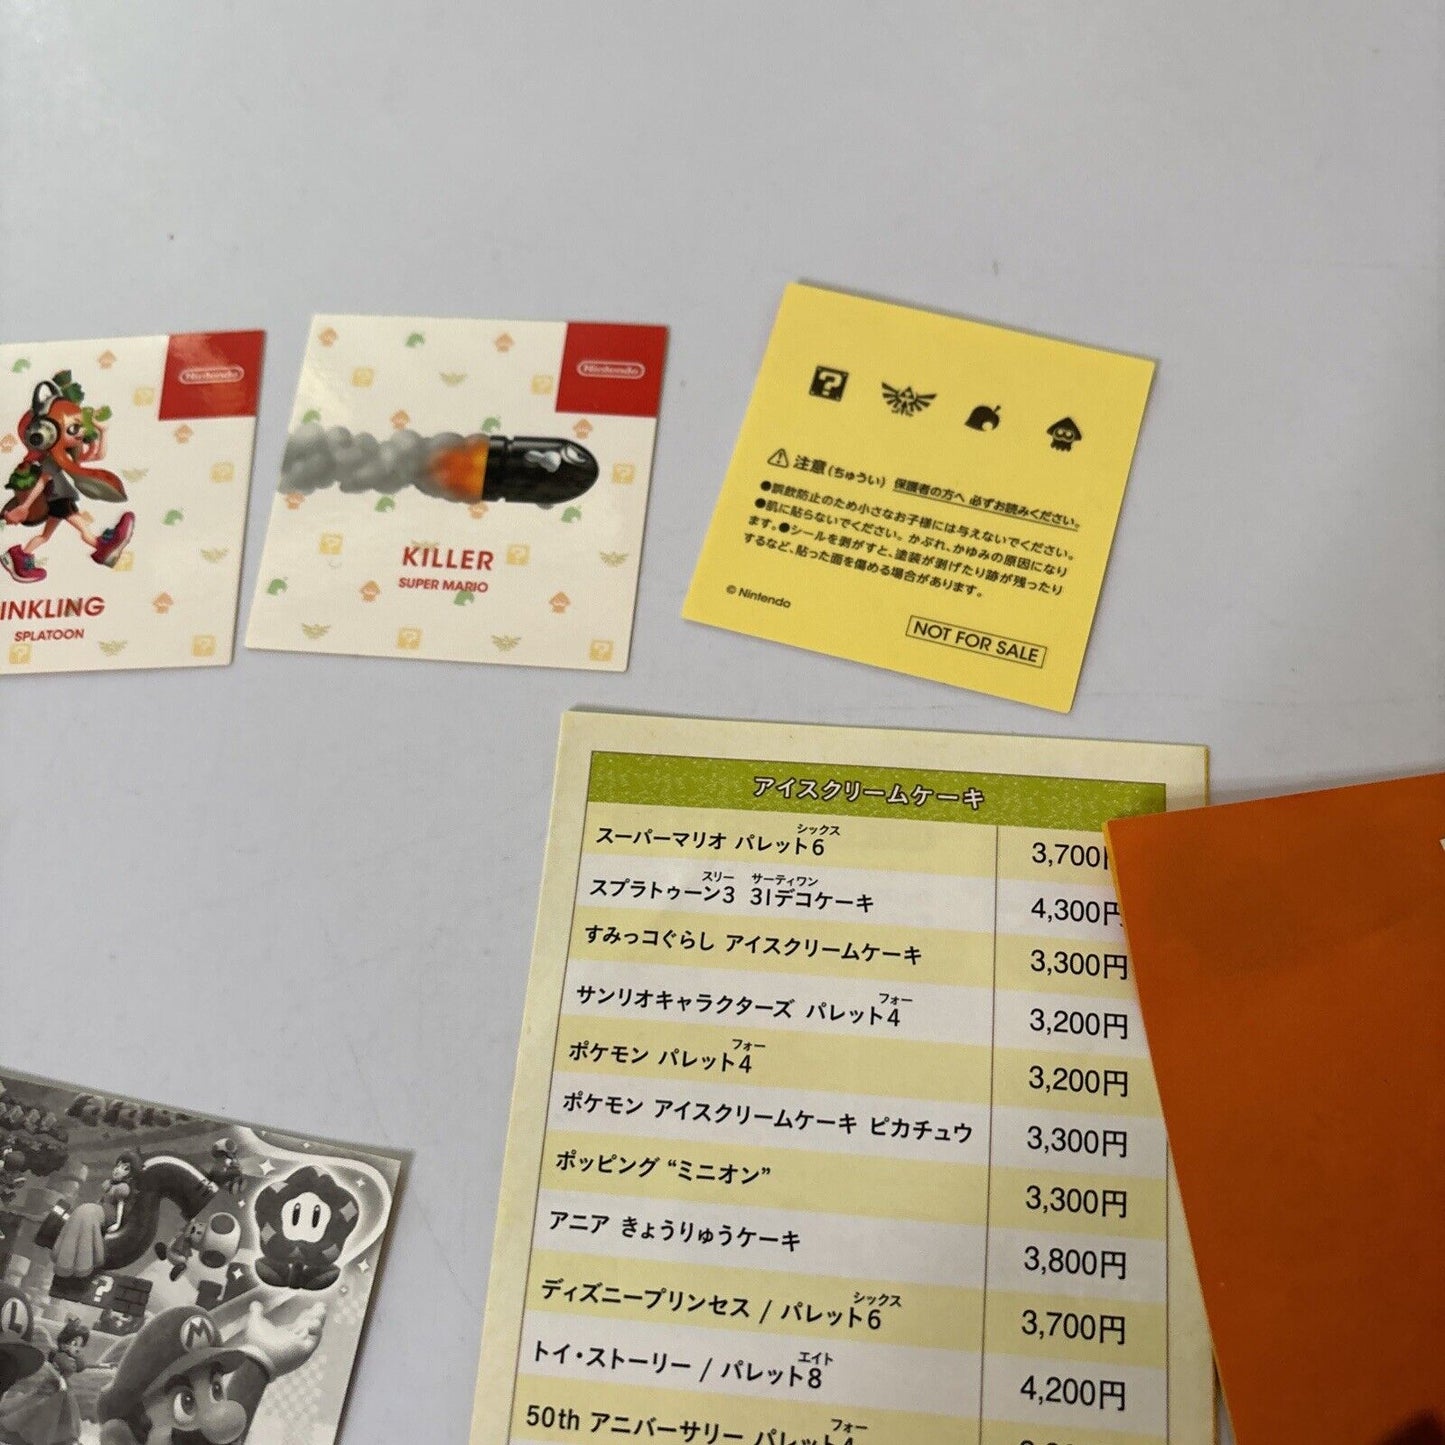 Nintendo
INKLING
SPLATOON
Nintendo
KILLER
SUPER MARIO
注意(ちゅうい) 保護者の方へ 必ずお読みください。
●誤飲防止のため小さなお子様には与えないでください。
●肌に貼らないでください。かぶれ、かゆみの原因になり
ます。●シールを剥がすと、塗装が剥げたり跡が残ったり
するなど、貼った面を傷める場合があります。
© Nintendo
NOT FOR SALE
アイスクリームケーキ
シックス
スーパーマリオ パレット6 3,700円
スリー サーティワン
スプラトゥーン3 31デコケーキ 4,300円
すみっコぐらし アイスクリームケーキ 3,300円
フォー
サンリオキャラクターズ パレット4 3,200円
フォー
ポケモン パレット4 3,200円
ポケモン アイスクリームケーキ ピカチュウ 3,300円
ポッピング “ミニオン” 3,300円
アニア きょうりゅうケーキ 3,800円
シックス
ディズニープリンセス / パレット6 3,700円
エイト
トイ・ストーリー / パレット8 4,200円
フォー
50th アニバーサリー パレット4
L
M